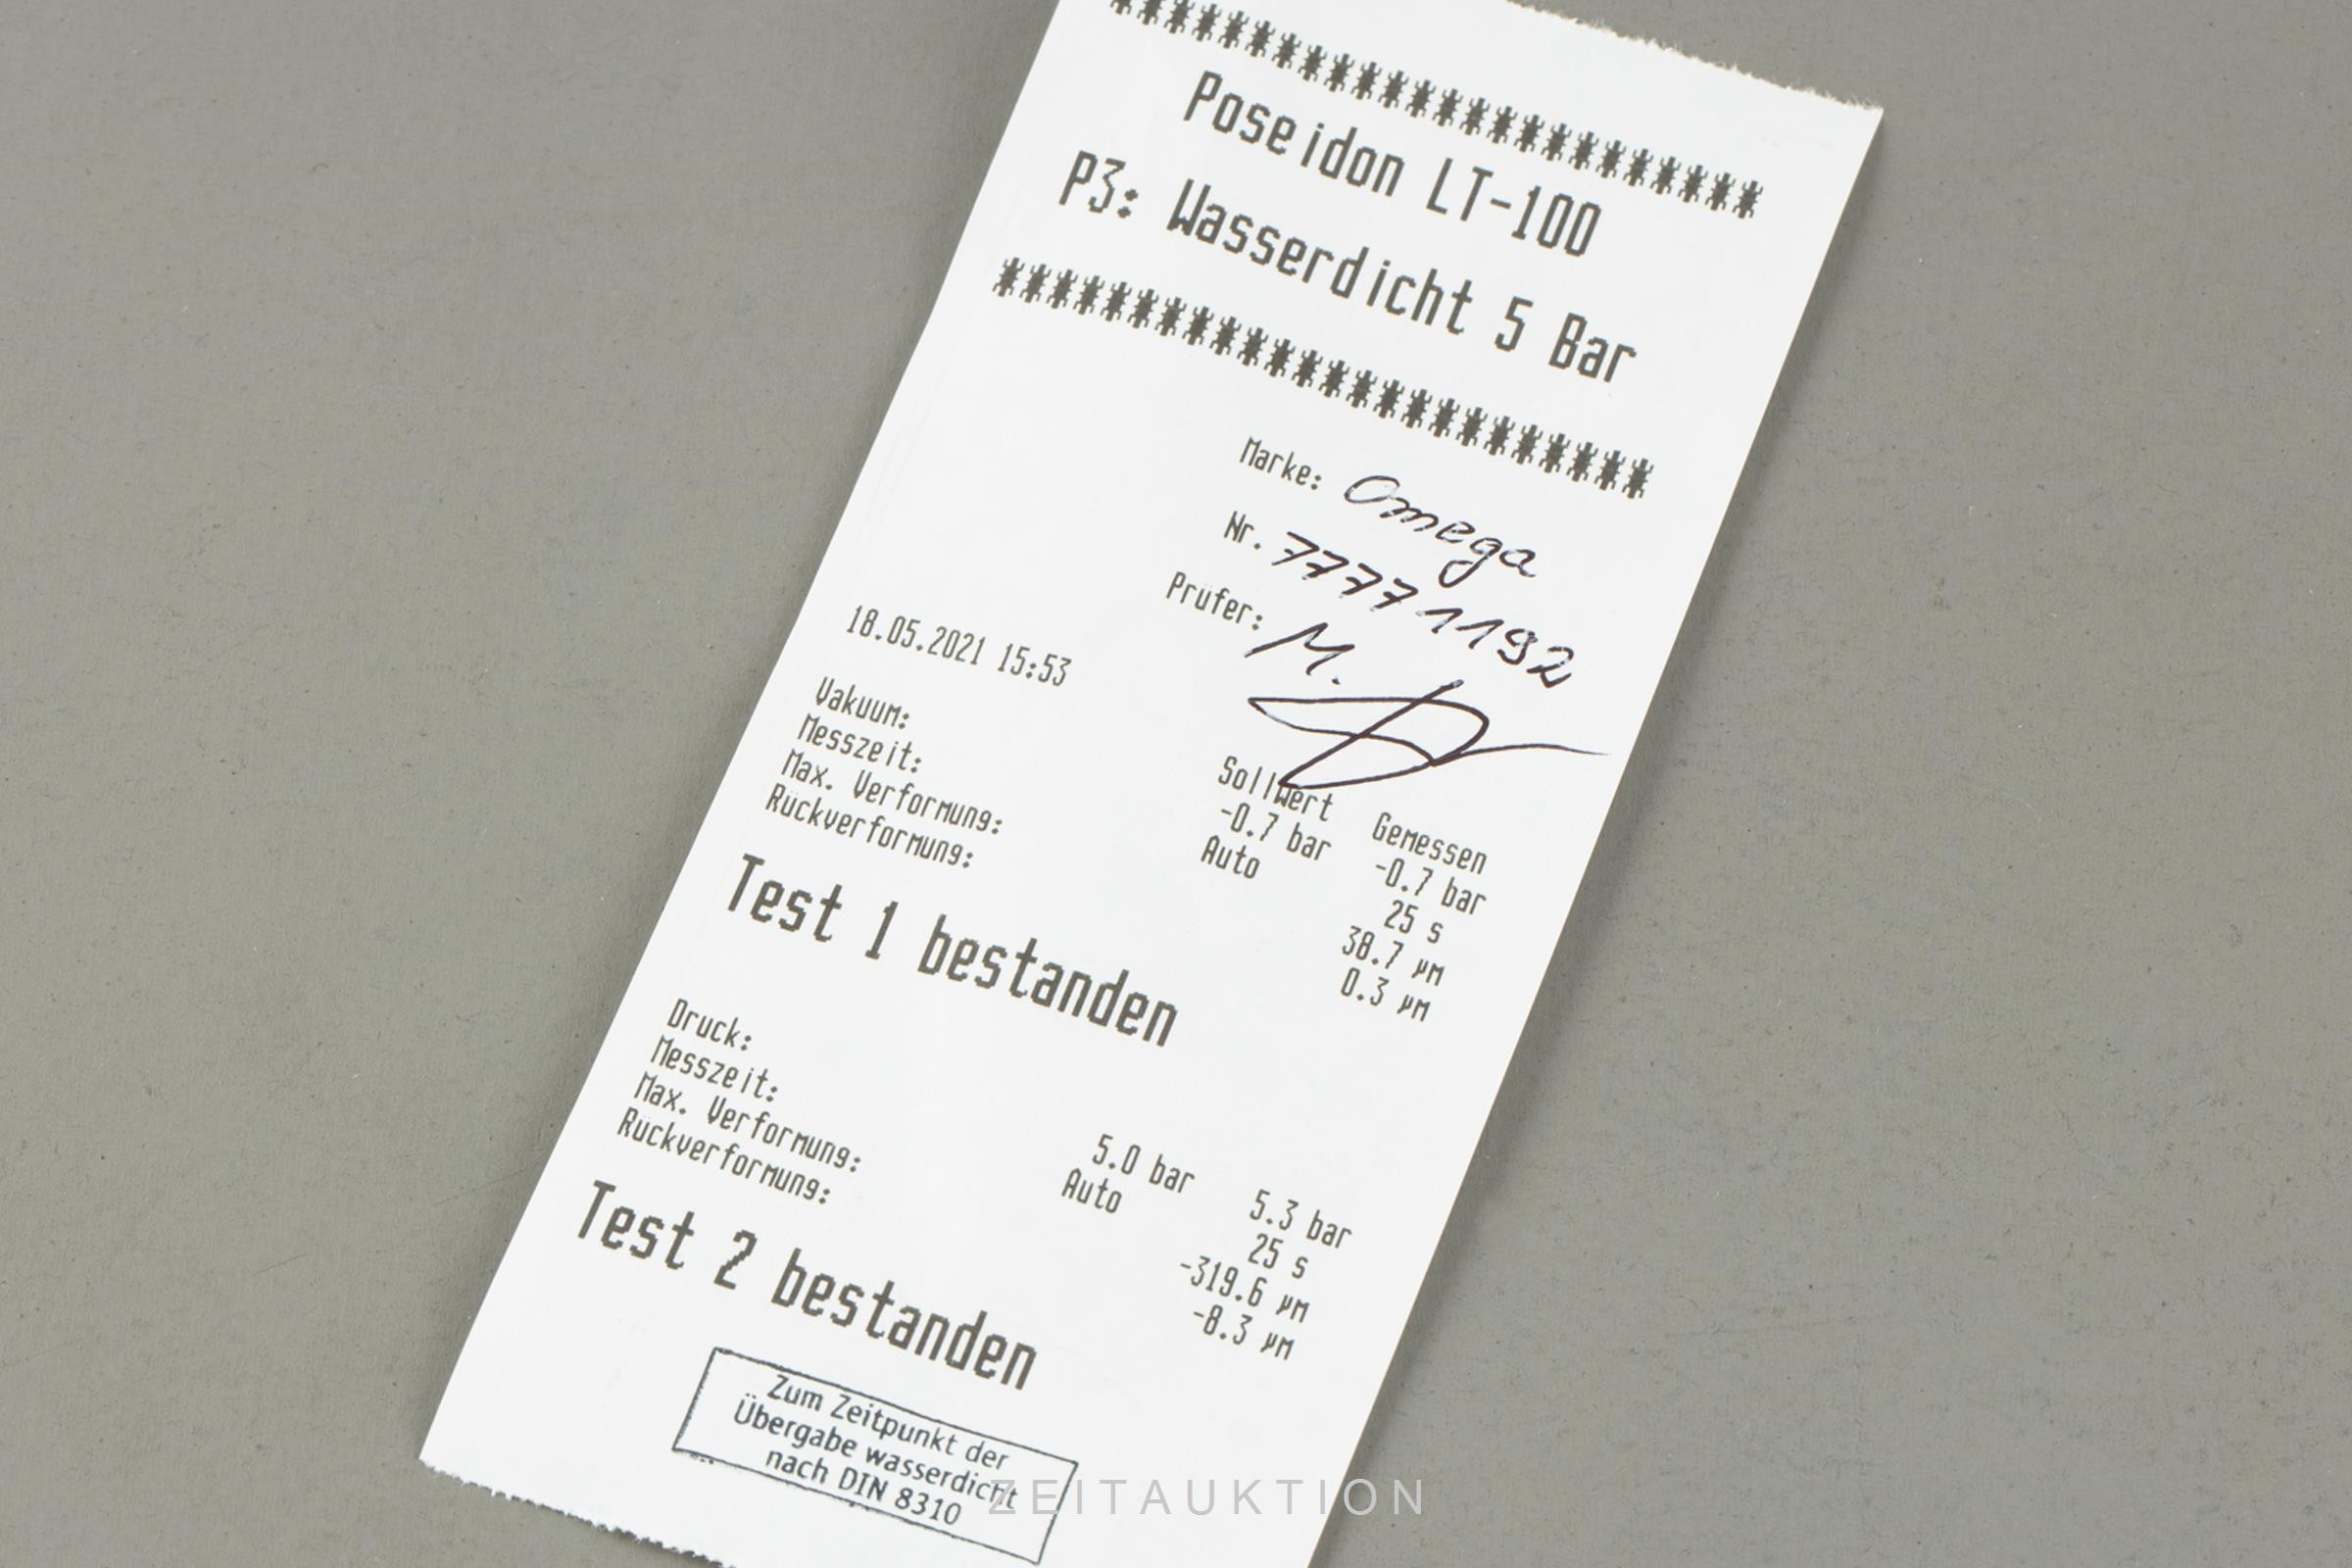 ************************
Poseidon LT-100
P3: Wasserdicht 5 Bar
************************
Marke: Omega
Nr. 77771192
Prüfer: M.
18.05.2021 15:53
Sollwert Gemessen
Vakuum: -0.7 bar -0.7 bar
Messzeit: Auto 25 s
Max. Verformung: 38.7 µm
Rückverformung: 0.3 µm
Test 1 bestanden
Druck: 5.0 bar 5.3 bar
Messzeit: Auto 25 s
Max. Verformung: -319.6 µm
Rückverformung: -8.3 µm
Test 2 bestanden
Zum Zeitpunkt der
Übergabe wasserdicht
nach DIN 8310
ZEITAUKTION